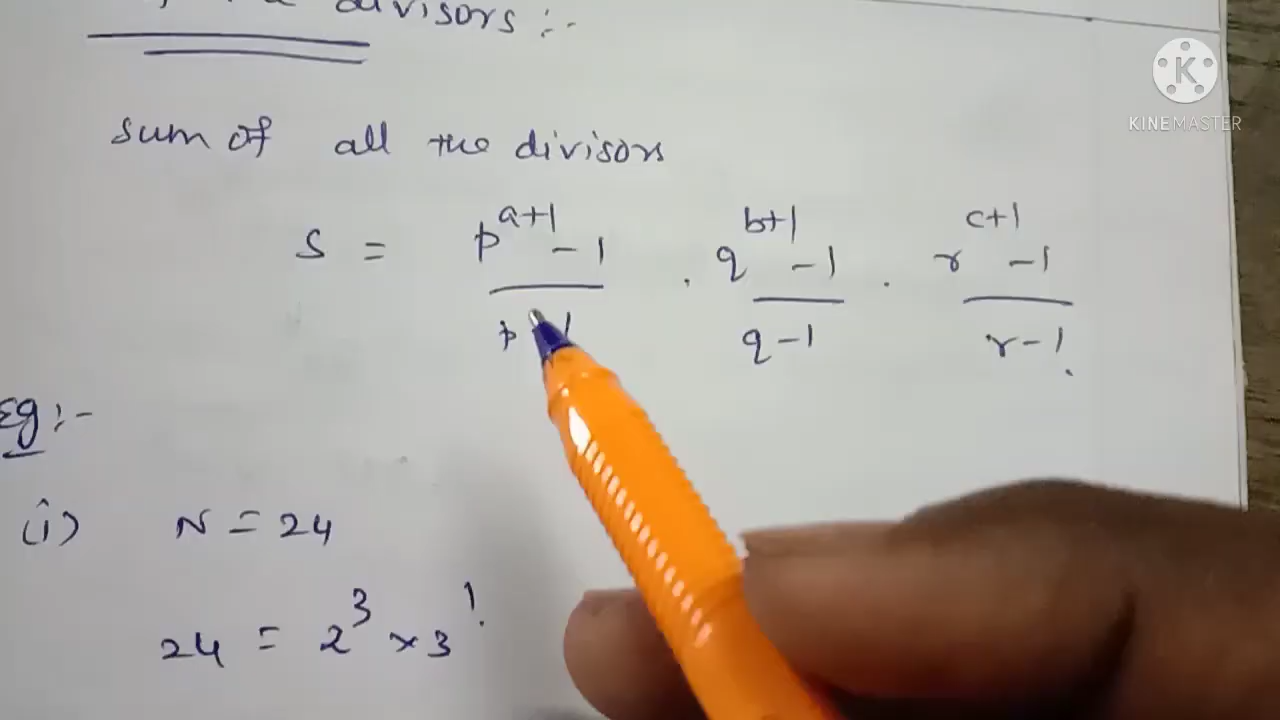 divisors :-
KINEMASTER
sum of all the divisors
S = p^{a+1} - 1 / p - 1 . q^{b+1} - 1 / q - 1 . r^{c+1} - 1 / r - 1.
Eg :-
(i) N = 24
24 = 2^3 × 3^1.